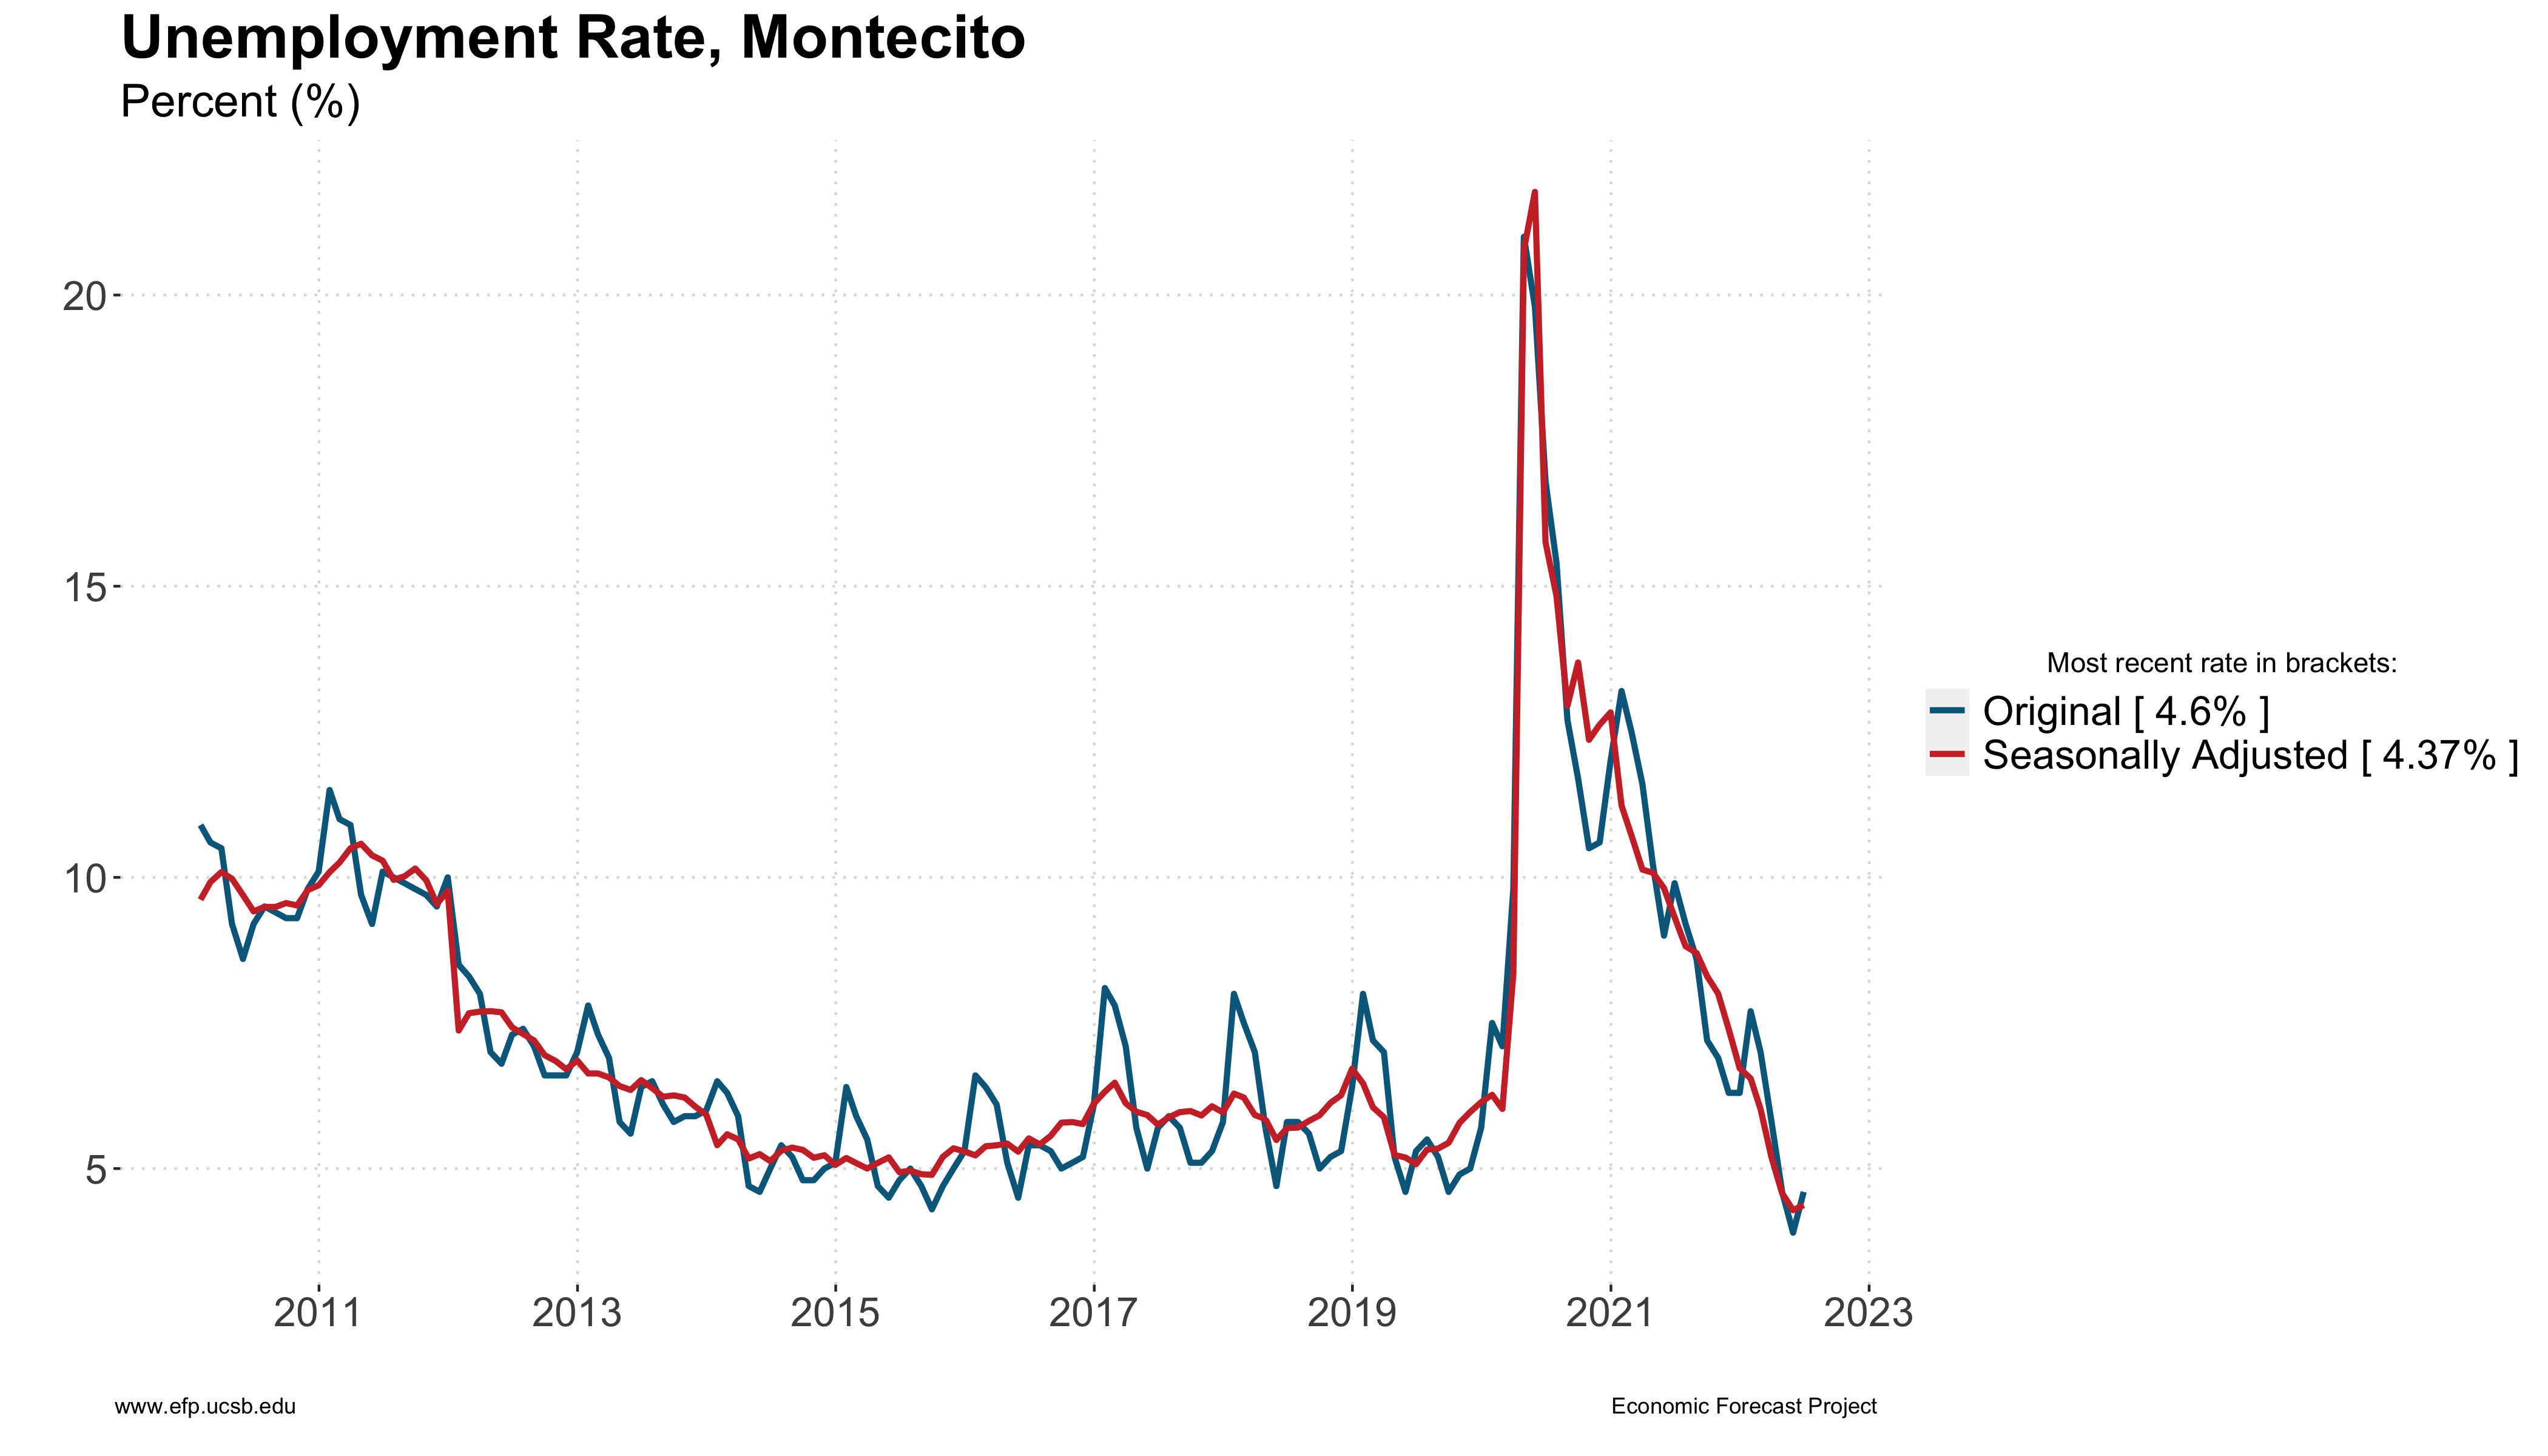 Unemployment Rate, Montecito
Percent (%)
20
15
10
5
2011 2013 2015 2017 2019 2021 2023
Most recent rate in brackets:
Original [ 4.6% ]
Seasonally Adjusted [ 4.37% ]
www.efp.ucsb.edu
Economic Forecast Project